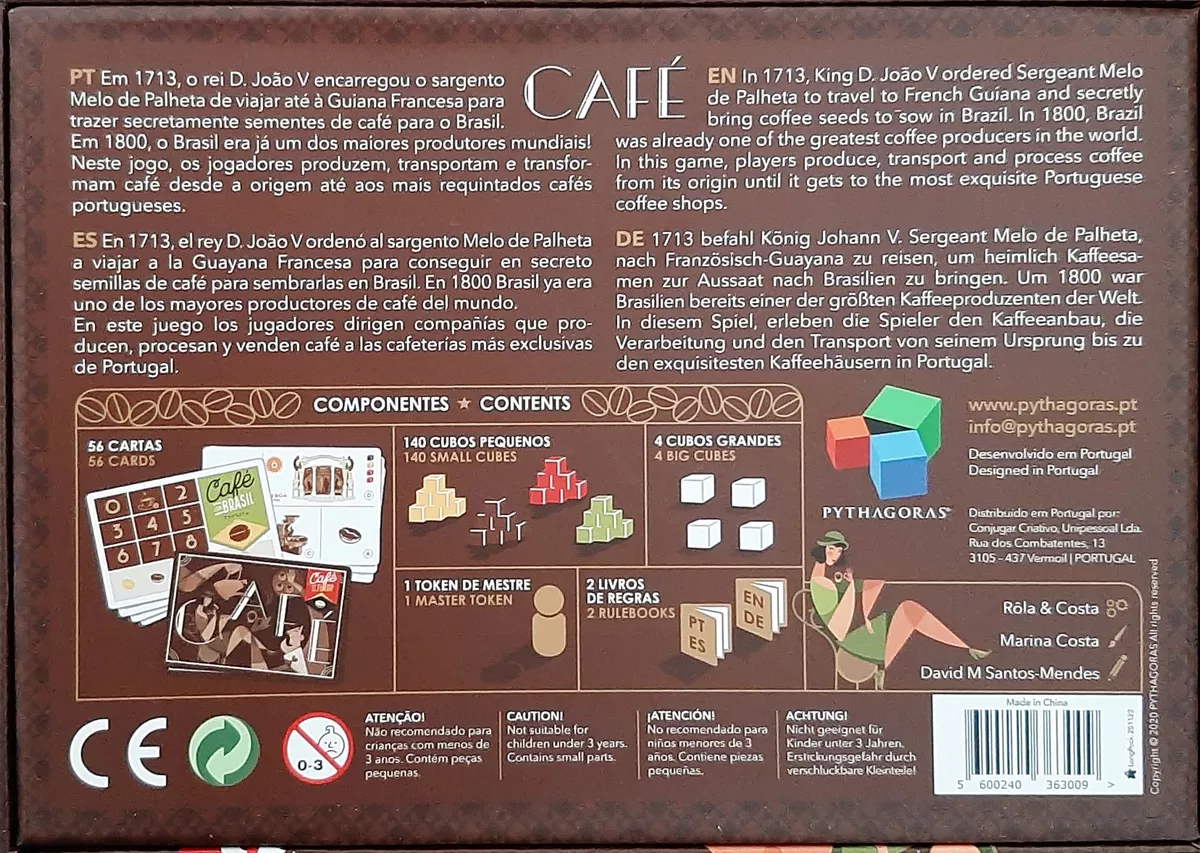 CAFÉ
PT Em 1713, o rei D. João V encarregou o sargento
Melo de Palheta de viajar até à Guiana Francesa para
trazer secretamente sementes de café para o Brasil.
Em 1800, o Brasil era já um dos maiores produtores mundiais!
Neste jogo, os jogadores produzem, transportam e transfor-
mam café desde a origem até aos mais requintados cafés
portugueses.
EN In 1713, King D. João V ordered Sergeant Melo
de Palheta to travel to French Guiana and secretly
bring coffee seeds to sow in Brazil. In 1800, Brazil
was already one of the greatest coffee producers in the world.
In this game, players produce, transport and process coffee
from its origin until it gets to the most exquisite Portuguese
coffee shops.
ES En 1713, el rey D. João V ordenó al sargento Melo de Palheta
a viajar a la Guayana Francesa para conseguir en secreto
semillas de café para sembrarlas en Brasil. En 1800 Brasil ya era
uno de los mayores productores de café del mundo.
En este juego los jugadores dirigen compañías que pro-
ducen, procesan y venden café a las cafeterías más exclusivas
de Portugal.
DE 1713 befahl König Johann V. Sergeant Melo de Palheta,
nach Französisch-Guayana zu reisen, um heimlich Kaffeesa-
men zur Aussaat nach Brasilien zu bringen. Um 1800 war
Brasilien bereits einer der größten Kaffeeproduzenten der Welt.
In diesem Spiel, erleben die Spieler den Kaffeeanbau, die
Verarbeitung und den Transport von seinem Ursprung bis zu
den exquisitesten Kaffeehäusern in Portugal.
COMPONENTES ★ CONTENTS
56 CARTAS
56 CARDS
0 2
3 4 5
6 7 8
Café
BRASIL
6
D
C
A
CAFÉ
Café
140 CUBOS PEQUENOS
140 SMALL CUBES
4 CUBOS GRANDES
4 BIG CUBES
1 TOKEN DE MESTRE
1 MASTER TOKEN
2 LIVROS
DE REGRAS
2 RULEBOOKS
PT
ES
EN
DE
PYTHAGORAS
www.pythagoras.pt
info@pythagoras.pt
Desenvolvido em Portugal
Designed in Portugal
Distribuído em Portugal por:
Conjugar Criativo, Unipessoal Lda.
Rua dos Combatentes, 13
3105 - 437 Vermoil | PORTUGAL
Rôla & Costa
Marina Costa
David M Santos-Mendes
CE
0-3
ATENÇÃO!
Não recomendado para
crianças com menos de
3 anos. Contém peças
pequenas.
CAUTION!
Not suitable for
children under 3 years.
Contains small parts.
¡ATENCIÓN!
No recomendado para
niños menores de 3
años. Contiene piezas
pequeñas.
ACHTUNG!
Nicht geeignet für
Kinder unter 3 Jahren.
Erstickungsgefahr durch
verschluckbare Kleinteile!
Made in China
5 600240 363009 >
LongPack 201122
Copyright © 2020 PYTHAGORAS All rights reserved